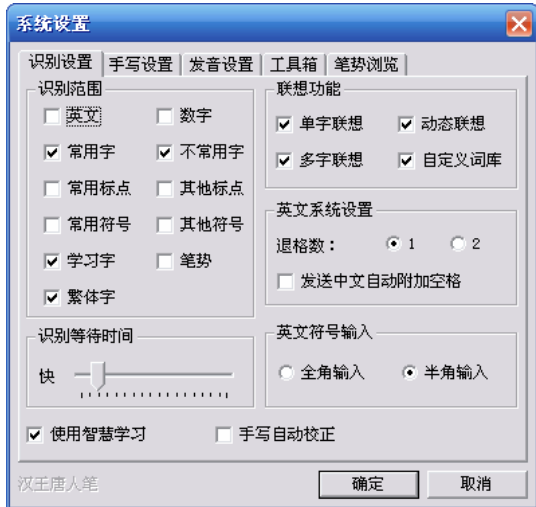 系统设置
识别设置 手写设置 发音设置 工具箱 笔势浏览
识别范围
英文 数字
常用字 不常用字
常用标点 其他标点
常用符号 其他符号
学习字 笔势
繁体字
联想功能
单字联想 动态联想
多字联想 自定义词库
英文系统设置
退格数： 1 2
发送中文自动附加空格
识别等待时间
快
英文符号输入
全角输入 半角输入
使用智慧学习 手写自动校正
汉王唐人笔 确定 取消